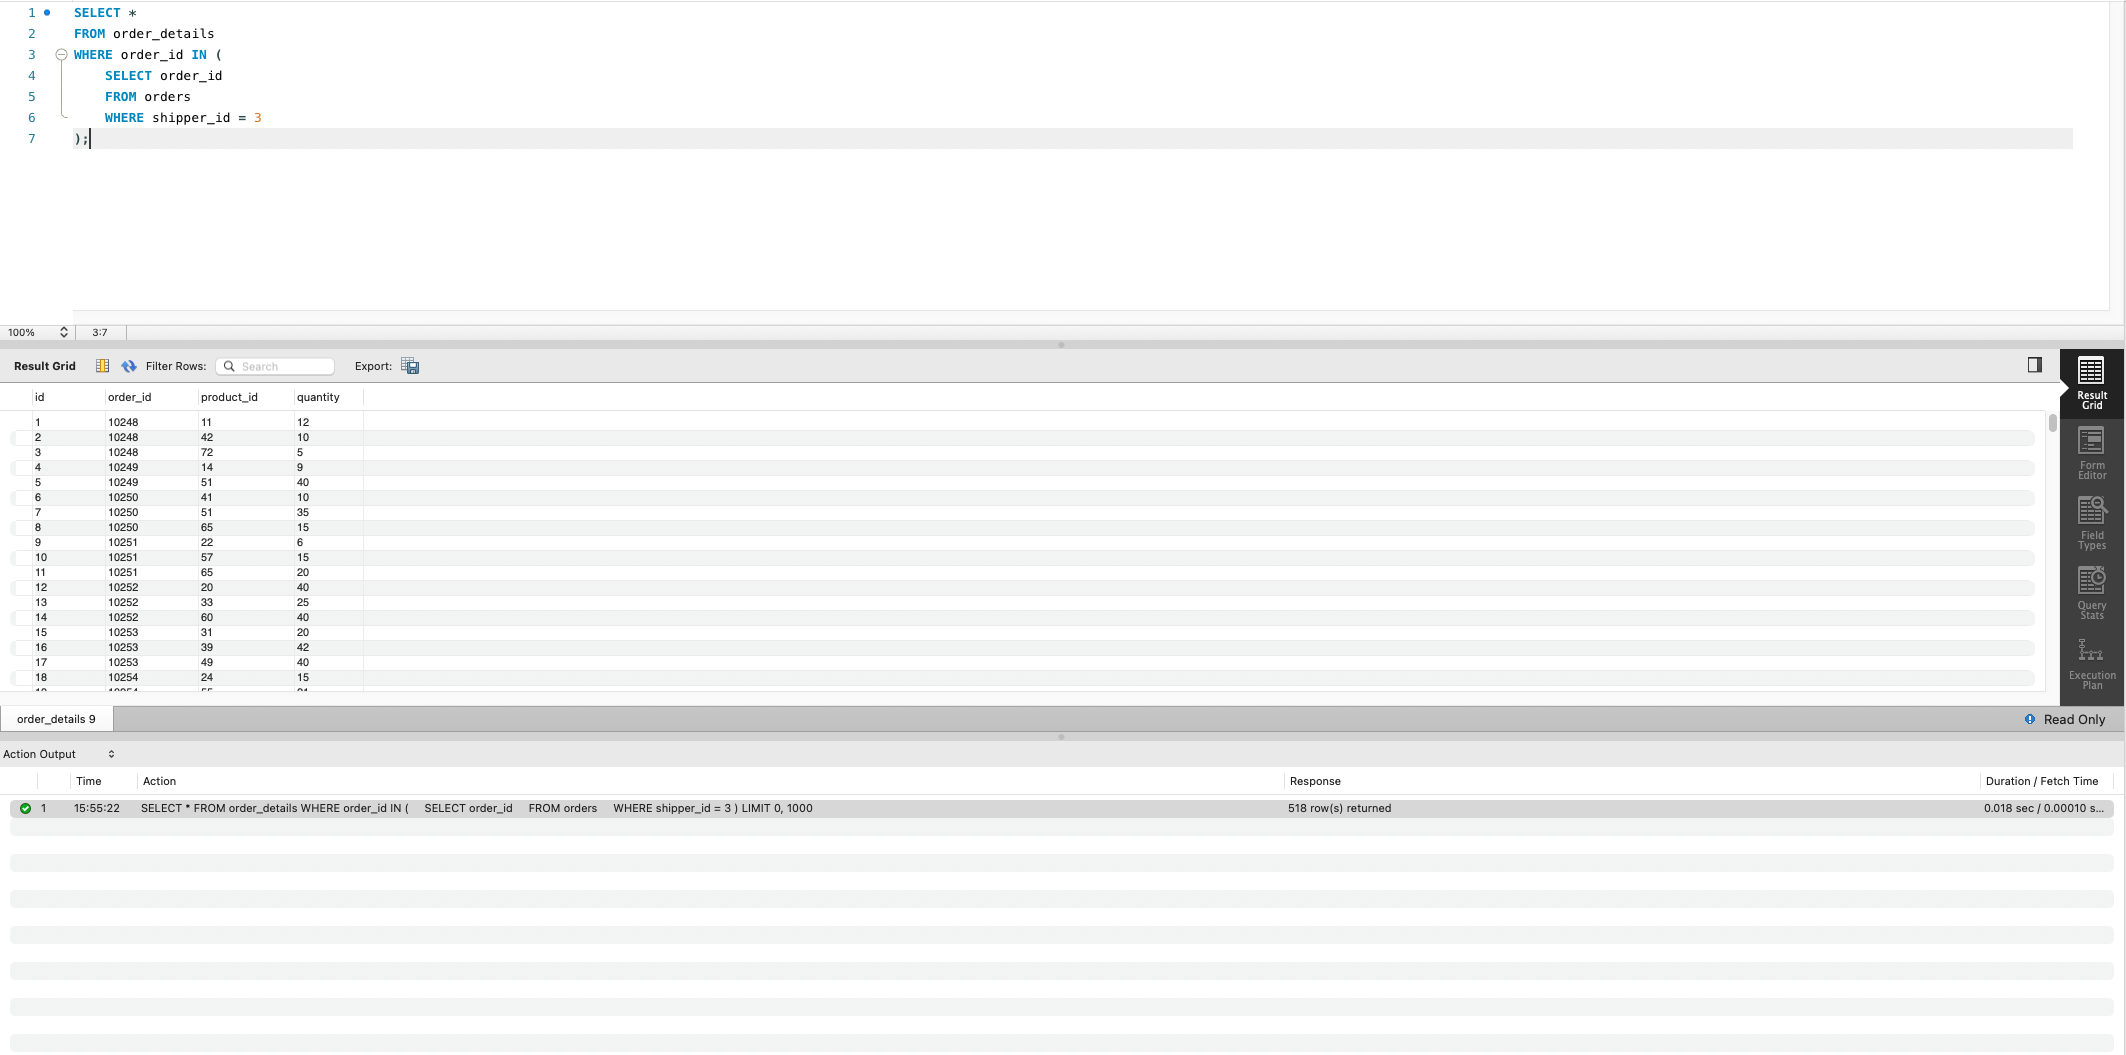 1 SELECT *
2 FROM order_details
3 WHERE order_id IN (
4 SELECT order_id
5 FROM orders
6 WHERE shipper_id = 3
7 );
100% 3:7
Result Grid Filter Rows: Search Export:
id order_id product_id quantity
1 10248 11 12
2 10248 42 10
3 10248 72 5
4 10249 14 9
5 10249 51 40
6 10250 41 10
7 10250 51 35
8 10250 65 15
9 10251 22 6
10 10251 57 15
11 10251 65 20
12 10252 20 40
13 10252 33 25
14 10252 60 40
15 10253 31 20
16 10253 39 42
17 10253 49 40
18 10254 24 15
Result
Grid
Form
Editor
Field
Types
Query
Stats
Execution
Plan
order_details 9 Read Only
Action Output
Time Action Response Duration / Fetch Time
1 15:55:22 SELECT * FROM order_details WHERE order_id IN ( SELECT order_id FROM orders WHERE shipper_id = 3 ) LIMIT 0, 1000 518 row(s) returned 0.018 sec / 0.00010 s...